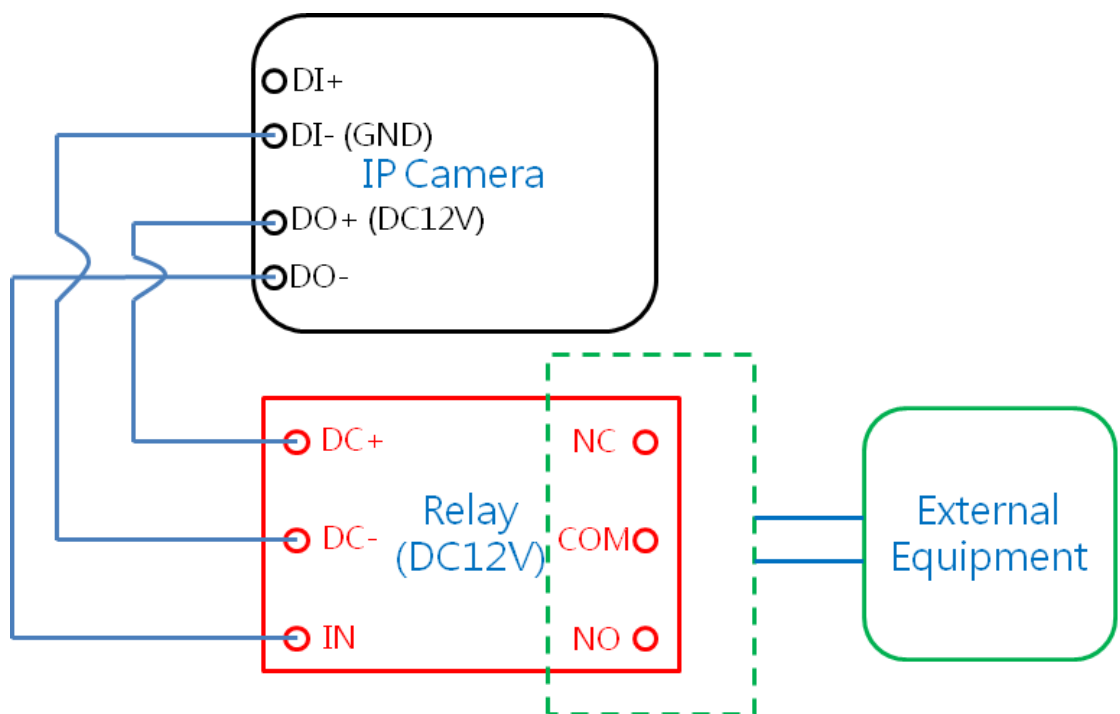 DI+
DI- (GND)
IP Camera
DO+ (DC12V)
DO-
DC+
NC
Relay
(DC12V)
DC-
COM
IN
NO
External
Equipment